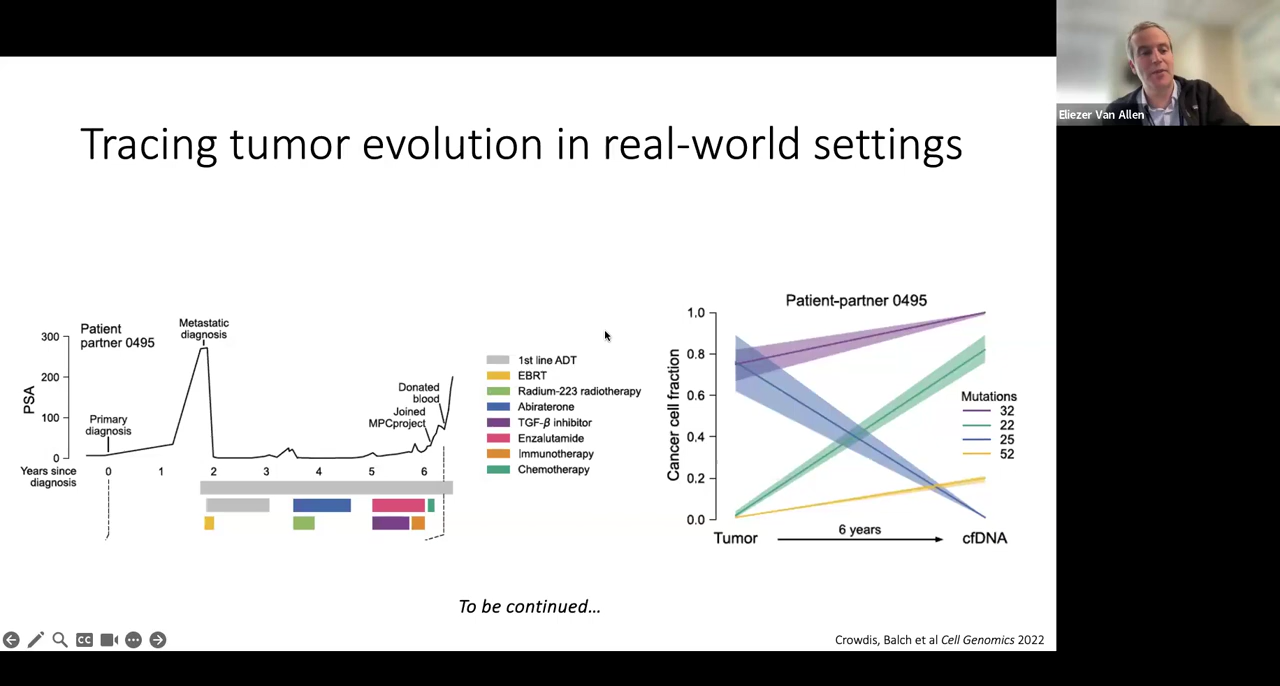 Eliezer Van Allen
Tracing tumor evolution in real-world settings
Patient
partner 0495
Metastatic
diagnosis
PSA
300
200
100
0
Primary
diagnosis
Donated
blood
Joined
MPCproject
Years since
diagnosis
0 1 2 3 4 5 6
1st line ADT
EBRT
Radium-223 radiotherapy
Abiraterone
TGF-β inhibitor
Enzalutamide
Immunotherapy
Chemotherapy
Patient-partner 0495
Cancer cell fraction
1.0
0.8
0.6
0.4
0.2
0.0
Mutations
32
22
25
52
Tumor
6 years
cfDNA
To be continued…
CC
Crowdis, Balch et al Cell Genomics 2022